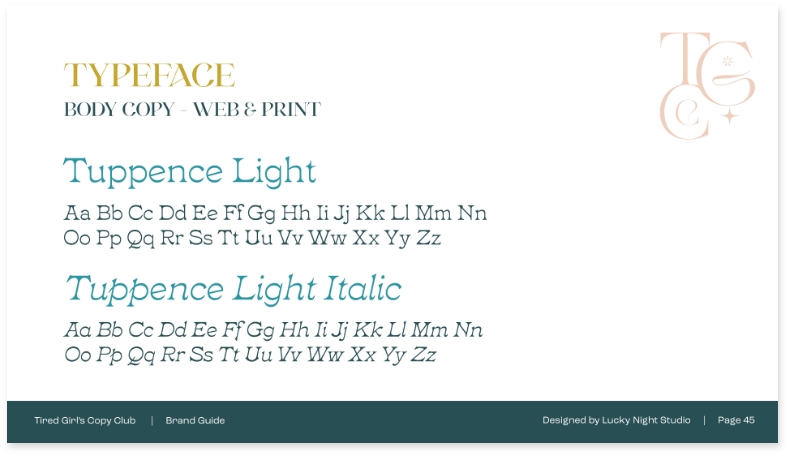 TYPEFACE
BODY COPY - WEB & PRINT
TGCC
Tuppence Light
Aa Bb Cc Dd Ee Ff Gg Hh Ii Jj Kk Ll Mm Nn
Oo Pp Qq Rr Ss Tt Uu Vv Ww Xx Yy Zz
Tuppence Light Italic
Aa Bb Cc Dd Ee Ff Gg Hh Ii Jj Kk Ll Mm Nn
Oo Pp Qq Rr Ss Tt Uu Vv Ww Xx Yy Zz
Tired Girl's Copy Club | Brand Guide
Designed by Lucky Night Studio | Page 45